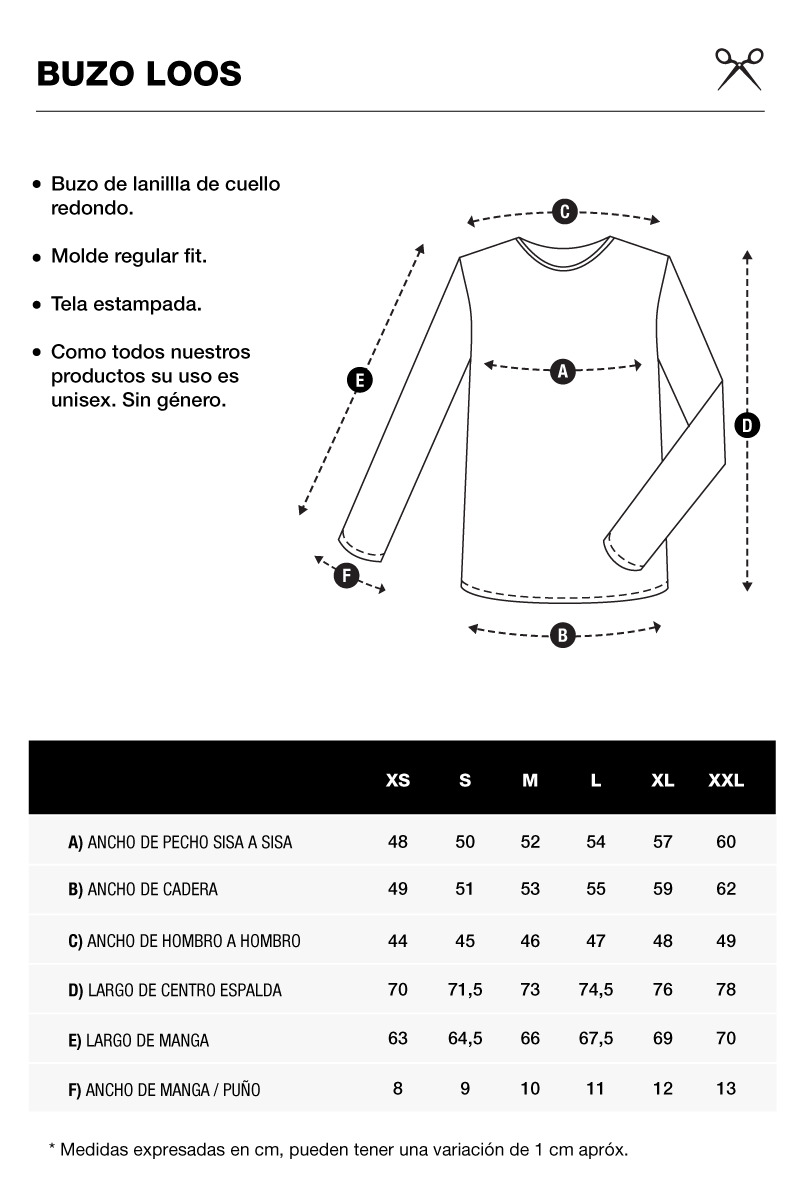 BUZO LOOS
• Buzo de lanillla de cuello
redondo.
• Molde regular fit.
• Tela estampada.
• Como todos nuestros
productos su uso es
unisex. Sin género.
C
A
E
D
F
B
XS S M L XL XXL
A) ANCHO DE PECHO SISA A SISA 48 50 52 54 57 60
B) ANCHO DE CADERA 49 51 53 55 59 62
C) ANCHO DE HOMBRO A HOMBRO 44 45 46 47 48 49
D) LARGO DE CENTRO ESPALDA 70 71,5 73 74,5 76 78
E) LARGO DE MANGA 63 64,5 66 67,5 69 70
F) ANCHO DE MANGA / PUÑO 8 9 10 11 12 13
* Medidas expresadas en cm, pueden tener una variación de 1 cm apróx.